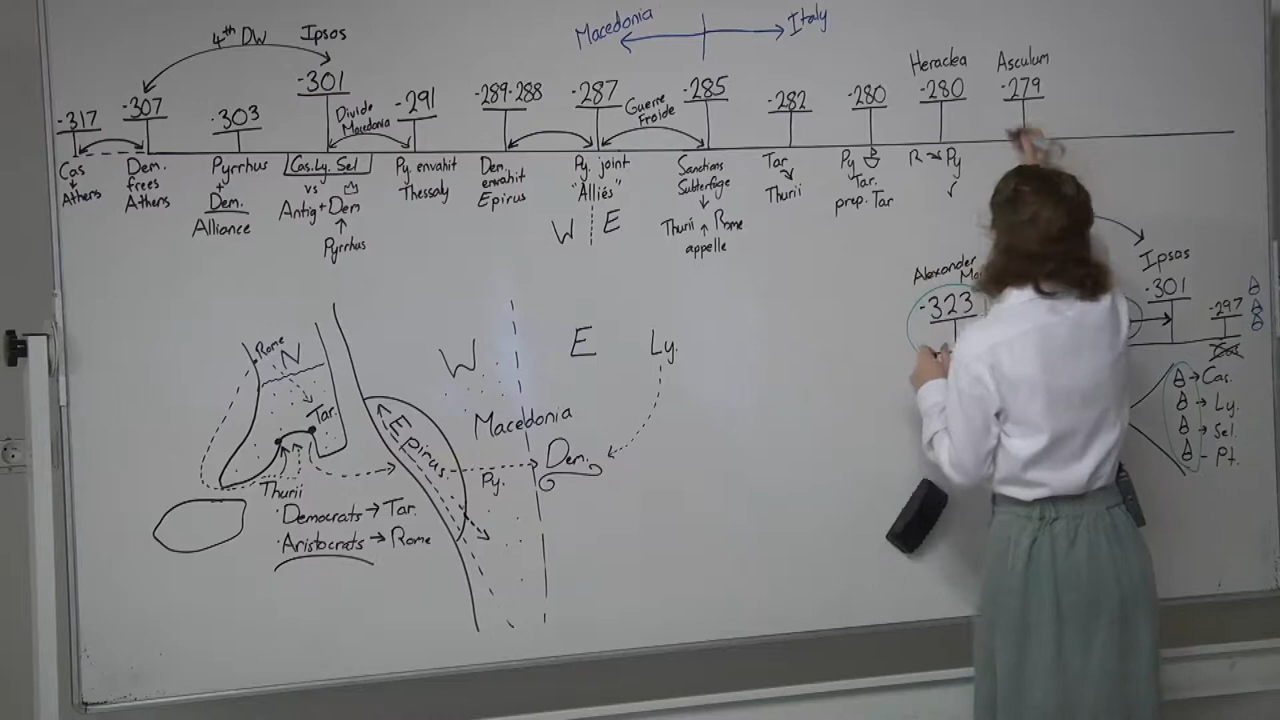 Macedonia
Italy
4th DW
Ipsos
Heraclea
Asculum
-317
-307
-303
-301
-291
-289-288
-287
-285
-282
-280
-280
-279
Divide
Macedonia
Guerre
Froide
Cas
Athens
Dem.
frees
Athens
Pyrrhus
+
Dem.
Alliance
Cas. Ly. Sel
vs
Antig + Dem
Pyrrhus
Py. envahit
Thessaly
Dem.
envahit
Epirus
Py. joint
"Alliés"
W E
Sanctions
Subterfuge
Thurii Rome
appelle
Tar.
Thurii
Py
Tar.
prep. Tar
R Py
Alexander
-323
Ipsos
-301
-297
→ Cas.
→ Ly.
→ Sel.
- Pt.
Rome
N
Tar.
Thurii
· Democrats → Tar.
· Aristocrats → Rome
Epirus
W
E
Ly.
Macedonia
Dem.
Py.